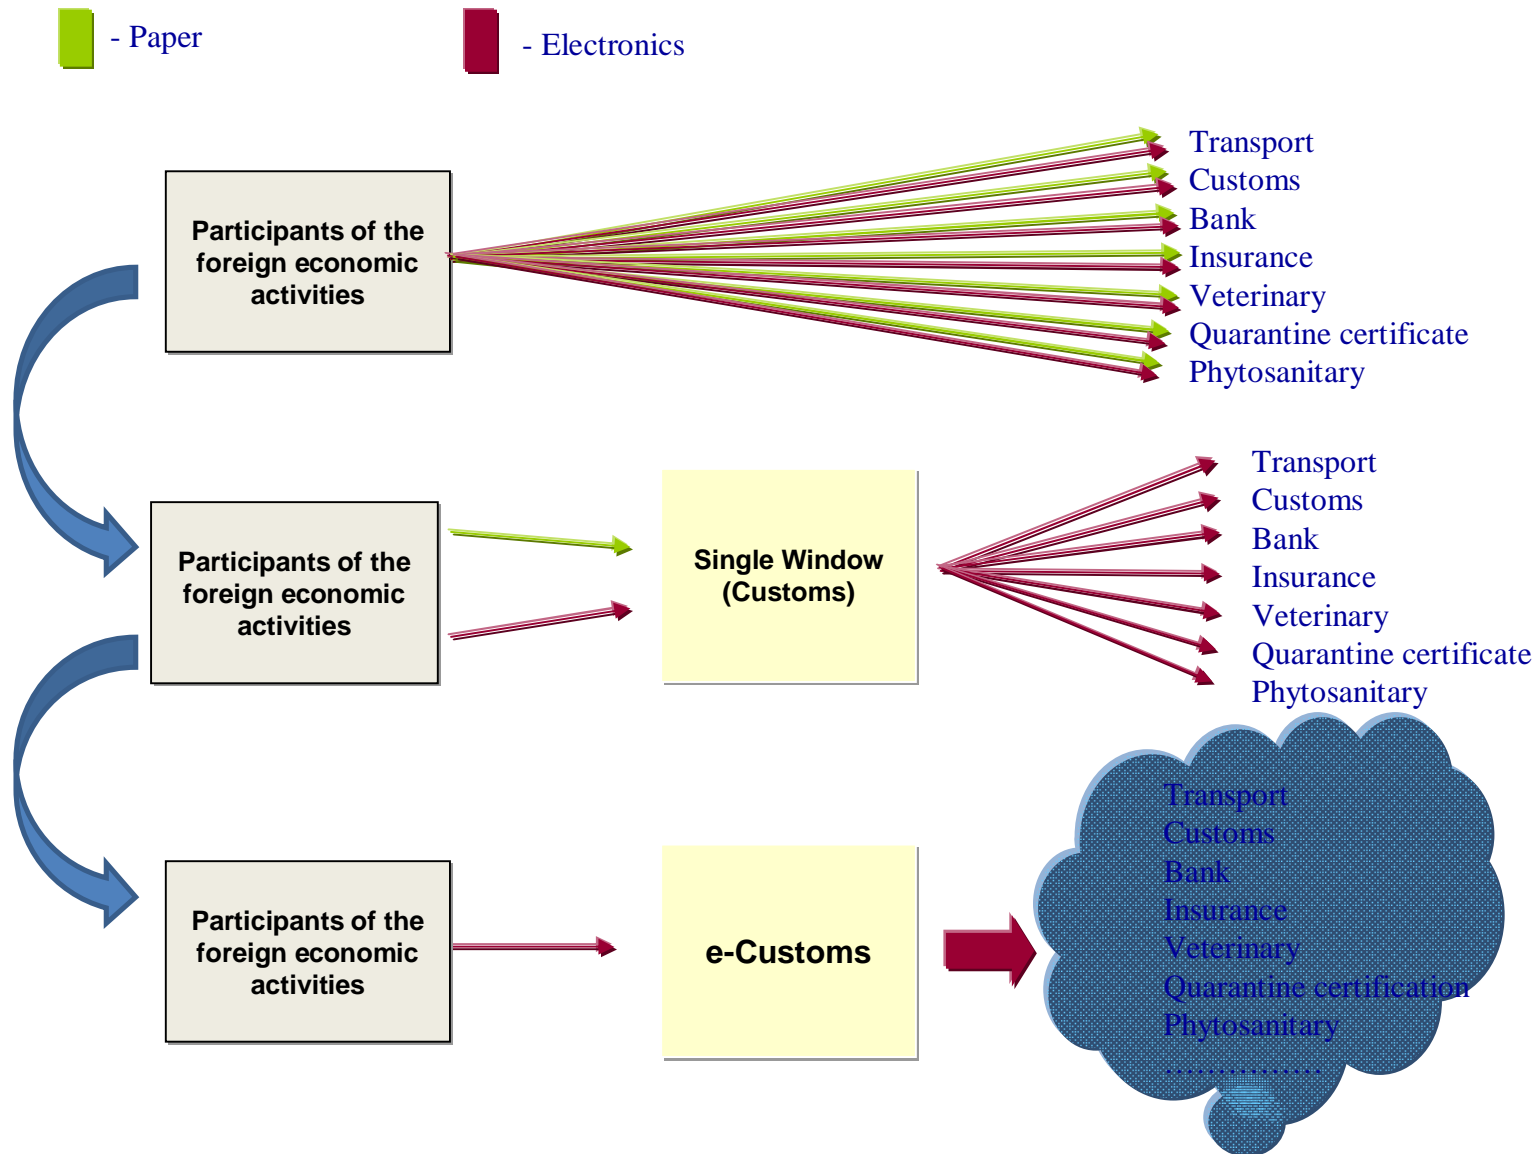 - Paper
- Electronics
Participants of the
foreign economic
activities
Transport
Customs
Bank
Insurance
Veterinary
Quarantine certificate
Phytosanitary
Participants of the
foreign economic
activities
Single Window
(Customs)
Transport
Customs
Bank
Insurance
Veterinary
Quarantine certificate
Phytosanitary
Participants of the
foreign economic
activities
e-Customs
Transport
Customs
Bank
Insurance
Veterinary
Quarantine certification
Phytosanitary
……………